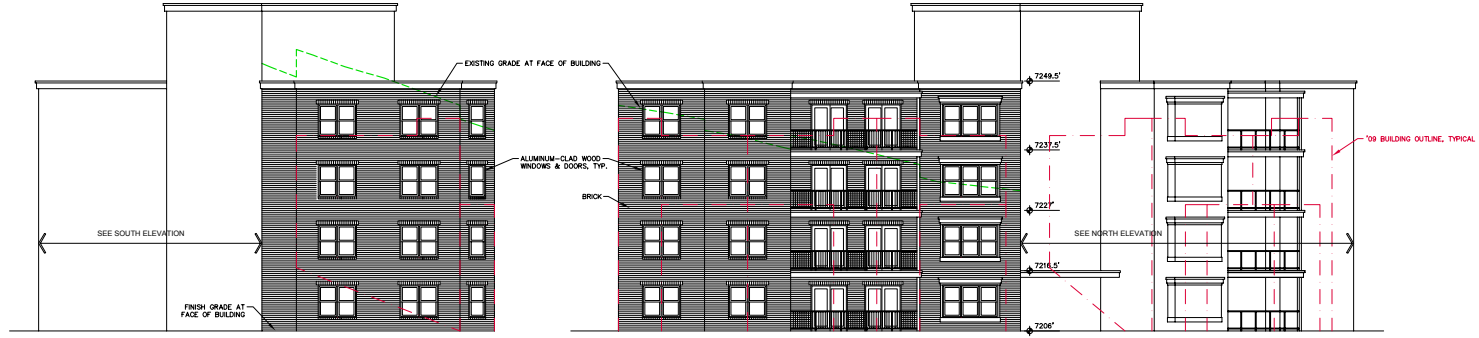 EXISTING GRADE AT FACE OF BUILDING
7249.5'
'09 BUILDING OUTLINE, TYPICAL
7237.5'
ALUMINUM-CLAD WOOD
WINDOWS & DOORS, TYP.
BRICK
7227'
SEE SOUTH ELEVATION
SEE NORTH ELEVATION
7216.5'
FINISH GRADE AT
FACE OF BUILDING
7206'